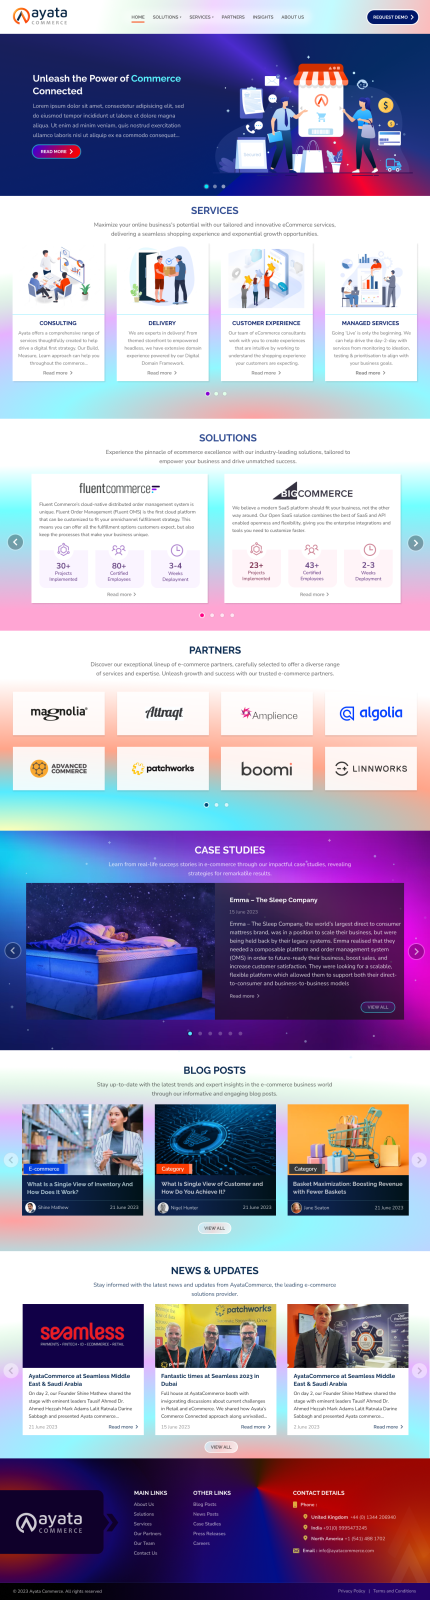 ayata
COMMERCE
HOME SOLUTIONS SERVICES PARTNERS INSIGHTS ABOUT US
REQUEST DEMO
Unleash the Power of Commerce
Connected
Lorem ipsum dolor sit amet, consectetur adipisicing elit, sed
do eiusmod tempor incididunt ut labore et dolore magna
aliqua. Ut enim ad minim veniam, quis nostrud exercitation
ullamco laboris nisi ut aliquip ex ea commodo consequat...
READ MORE
SERVICES
Maximize your online business's potential with our tailored and innovative eCommerce services,
delivering a seamless shopping experience and exponential growth opportunities.
CONSULTING
Ayata offers a comprehensive range of
services thoughtfully created to help
drive a digital first strategy. Our Build,
Measure, Learn approach can help you
throughout the commerce...
Read more
DELIVERY
We are experts in delivery! From
themed storefront to empowered
headless, we have extensive domain
experience powered by our Digital
Domain Framework.
Read more
CUSTOMER EXPERIENCE
Our team of eCommerce consultants
work with you to create experiences
that are intuitive by working to
understand the shopping experience
your customers are expecting.
Read more
MANAGED SERVICES
Going 'Live' is only the beginning. We
can help drive the day-2-day, with
services from monitoring to ideation,
testing & prioritisation to align with
your business goals.
Read more
SOLUTIONS
Experience the pinnacle of ecommerce excellence with our industry-leading solutions, tailored to
empower your business and drive unmatched success.
fluentcommerce
Fluent Commerce's cloud-native distributed order management system is
unique. Fluent Order Management (Fluent OMS) is the first cloud platform
that can be customized to fit your omnichannel fulfillment strategy. This
means you can offer all the fulfillment options customers expect, but also
keep the processes that make your business unique.
30+
Projects
Implemented
80+
Certified
Employees
3-4
Weeks
Deployment
Read more
BIGCOMMERCE
We believe a modern SaaS platform should fit your business, not the other
way around. Our Open SaaS solution combines the best of SaaS and API
enabled openness and flexibility, giving you the enterprise integrations and
tools you need to customize faster.
23+
Projects
Implemented
43+
Certified
Employees
2-3
Weeks
Deployment
Read more
PARTNERS
Discover our exceptional lineup of e-commerce partners, carefully selected to offer a diverse range
of services and expertise. Unleash growth and success with our trusted e-commerce partners.
magnolia
Attraqt
Amplience
algolia
ADVANCED
COMMERCE
patchworks
boomi
LINNWORKS
CASE STUDIES
Learn from real-life success stories in e-commerce through our impactful case studies, revealing
strategies for remarkable results.
Emma – The Sleep Company
15 June 2023
Emma – The Sleep Company, the world's largest direct to consumer
mattress brand, was in a position to scale their business, but were
being held back by their legacy systems. Emma realised that they
needed a composable platform and order management system
(OMS) in order to future-ready their business, boost sales, and
increase customer satisfaction. They were looking for a scalable,
flexible platform which allowed them to support both their direct-
to-consumer and business-to-business models
Read more
VIEW ALL
BLOG POSTS
Stay up-to-date with the latest trends and expert insights in the e-commerce business world
through our informative and engaging blog posts.
E-commerce
What Is a Single View of Inventory And
How Does It Work?
Shine Mathew 21 June 2023
Category
What Is Single View of Customer and
How Do You Achieve It?
Nigel Hunter 21 June 2023
Category
Basket Maximization: Boosting Revenue
with Fewer Baskets
Jane Seaton 21 June 2023
VIEW ALL
NEWS & UPDATES
Stay informed with the latest news and updates from AyataCommerce, the leading e-commerce
solutions provider.
seamless
PAYMENTS • FINTECH • ID • ECOMMERCE • RETAIL
AyataCommerce at Seamless Middle
East & Saudi Arabia
On day 2, our Founder Shine Mathew shared the
stage with eminent leaders Tausif Ahmed Dr.
Ahmed Hezzah Mark Adams Lalit Ratnala Darine
Sabbagh and presented Ayata commerce...
22 June 2023 Read more
patchworks
Fantastic times at Seamless 2023 in
Dubai
Full house at AyataCommerce booth with
invigorating discussions about current challenges
in Retail and eCommerce. We shared how Ayata's
Commerce Connected approach along unrivalled...
15 June 2023 Read more
AyataCommerce at Seamless Middle
East & Saudi Arabia
On day 2, our Founder Shine Mathew shared the
stage with eminent leaders Tausif Ahmed Dr.
Ahmed Hezzah Mark Adams Lalit Ratnala Darine
Sabbagh and presented Ayata commerce...
2 June 2023 Read more
VIEW ALL
ayata
COMMERCE
MAIN LINKS
About Us
Solutions
Services
Our Partners
Our Team
Contact Us
OTHER LINKS
Blog Posts
News Posts
Case Studies
Press Releases
Careers
CONTACT DETAILS
Phone :
United Kingdom +44 (0) 1344 206940
India +91(0) 9995473245
North America +1 (541) 488 1702
Email : info@ayatacommerce.com
© 2023 Ayata Commerce. All rights reserved
Privacy Policy | Terms and Conditions